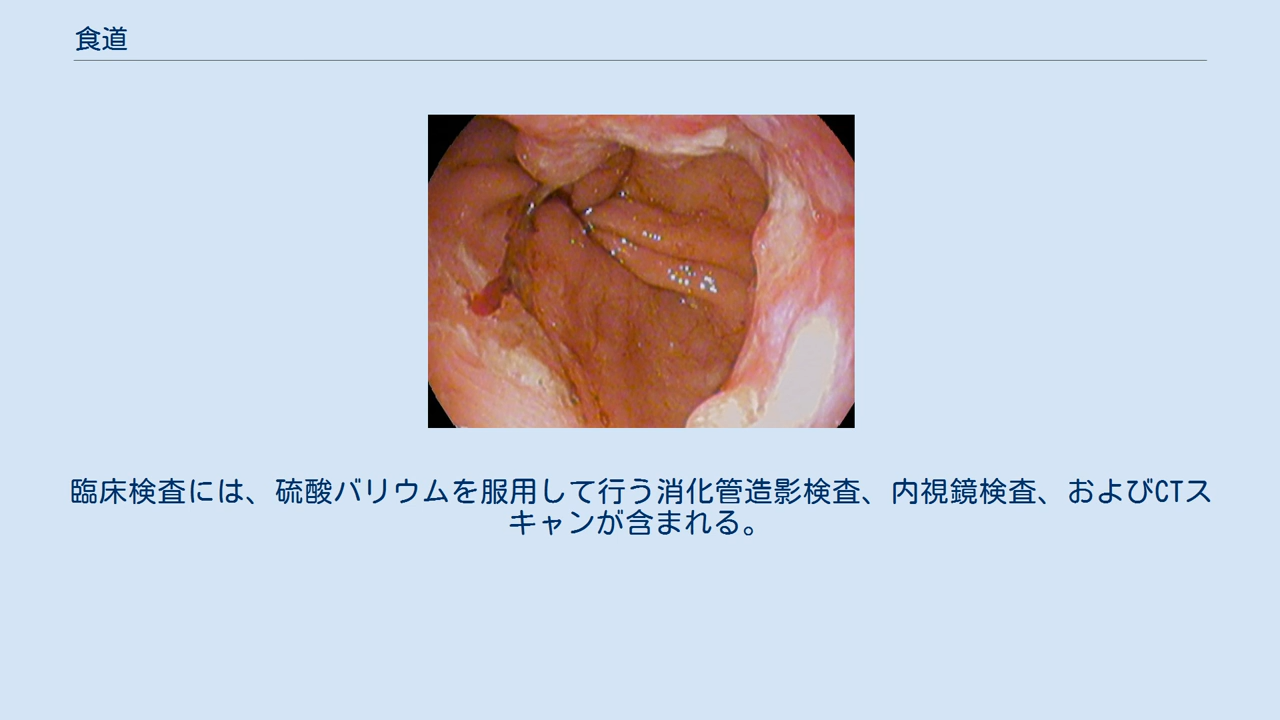 食道
臨床検査には、硫酸バリウムを服用して行う消化管造影検査、内視鏡検査、およびCTス
キャンが含まれる。